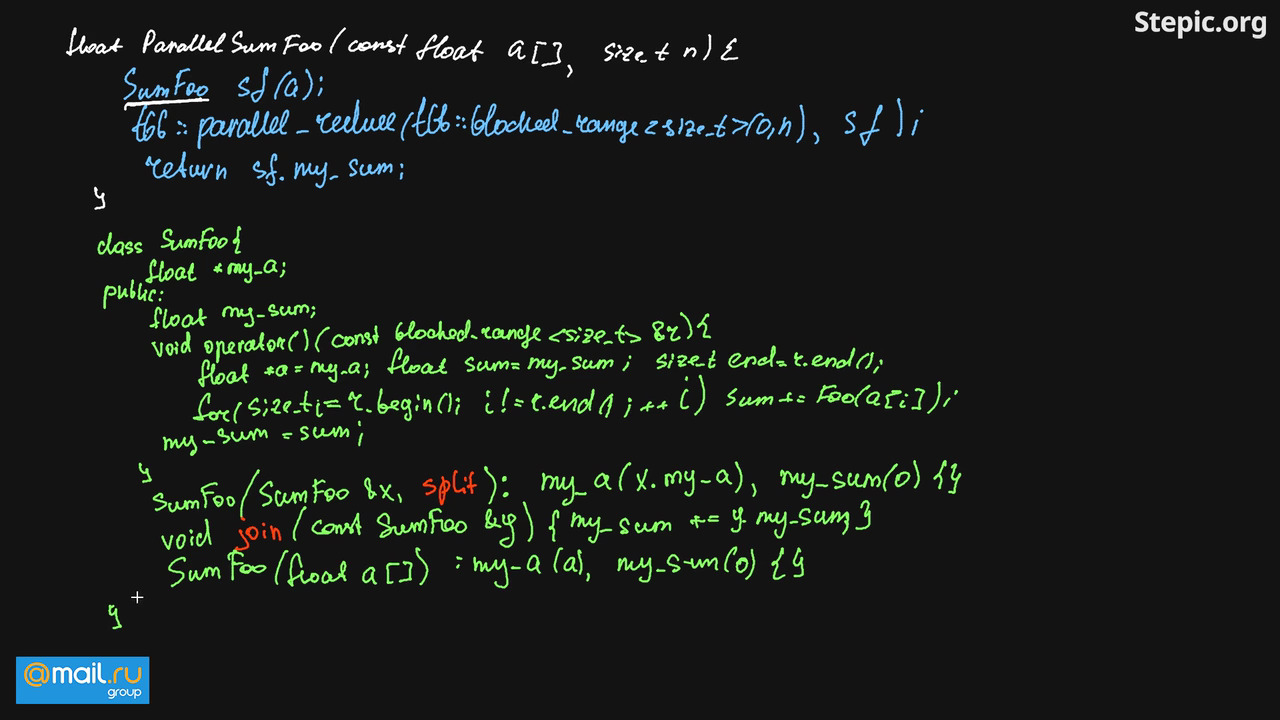 Stepic.org
float ParallelSumFoo(const float a[], size_t n){
SumFoo sf(a);
tbb::parallel_reduce(tbb::blocked_range<size_t>(0,n), sf);
return sf.my_sum;
}
class SumFoo{
float *my_a;
public:
float my_sum;
void operator()(const blocked_range<size_t> &r){
float *a=my_a; float sum=my_sum; size_t end=r.end();
for(size_t i=r.begin(); i!=r.end(); ++i) sum+=Foo(a[i]);
my_sum=sum;
}
SumFoo(SumFoo &x, split): my_a(x.my_a), my_sum(0) {}
void join(const SumFoo &y) {my_sum += y.my_sum;}
SumFoo(float a[]) : my_a(a), my_sum(0) {}
}
@mail.ru
group